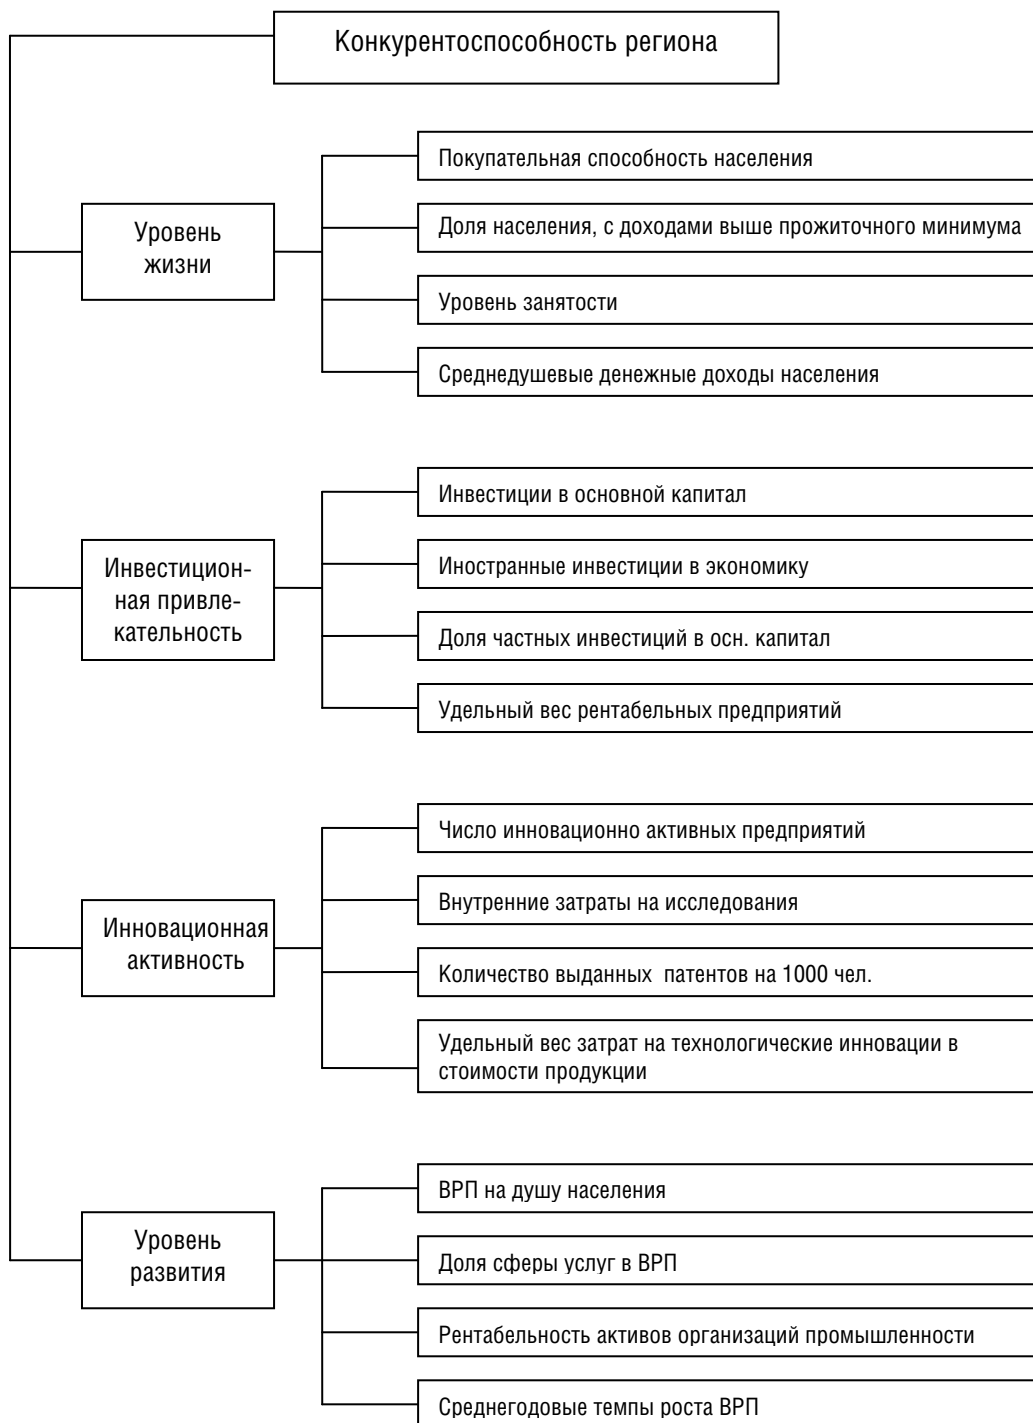 Конкурентоспособность региона
Уровень
жизни
Покупательная способность населения
Доля населения, с доходами выше прожиточного минимума
Уровень занятости
Среднедушевые денежные доходы населения
Инвестицион-
ная привле-
кательность
Инвестиции в основной капитал
Иностранные инвестиции в экономику
Доля частных инвестиций в осн. капитал
Удельный вес рентабельных предприятий
Инновационная
активность
Число инновационно активных предприятий
Внутренние затраты на исследования
Количество выданных патентов на 1000 чел.
Удельный вес затрат на технологические инновации в
стоимости продукции
Уровень
развития
ВРП на душу населения
Доля сферы услуг в ВРП
Рентабельность активов организаций промышленности
Среднегодовые темпы роста ВРП